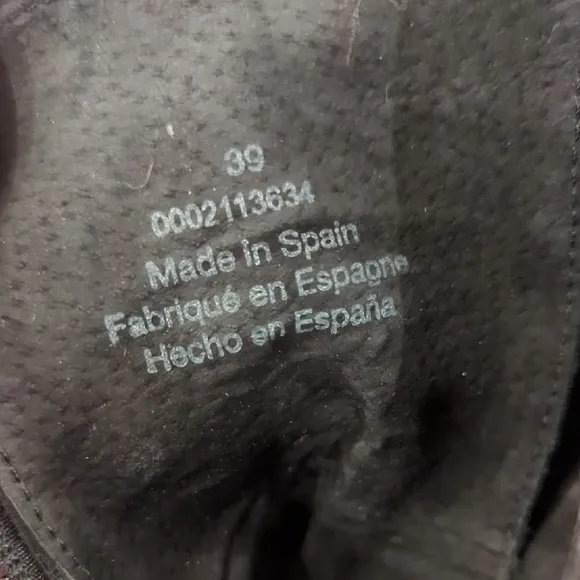 39
0002113634
Made in Spain
Fabriqué en Espagne
Hecho en España